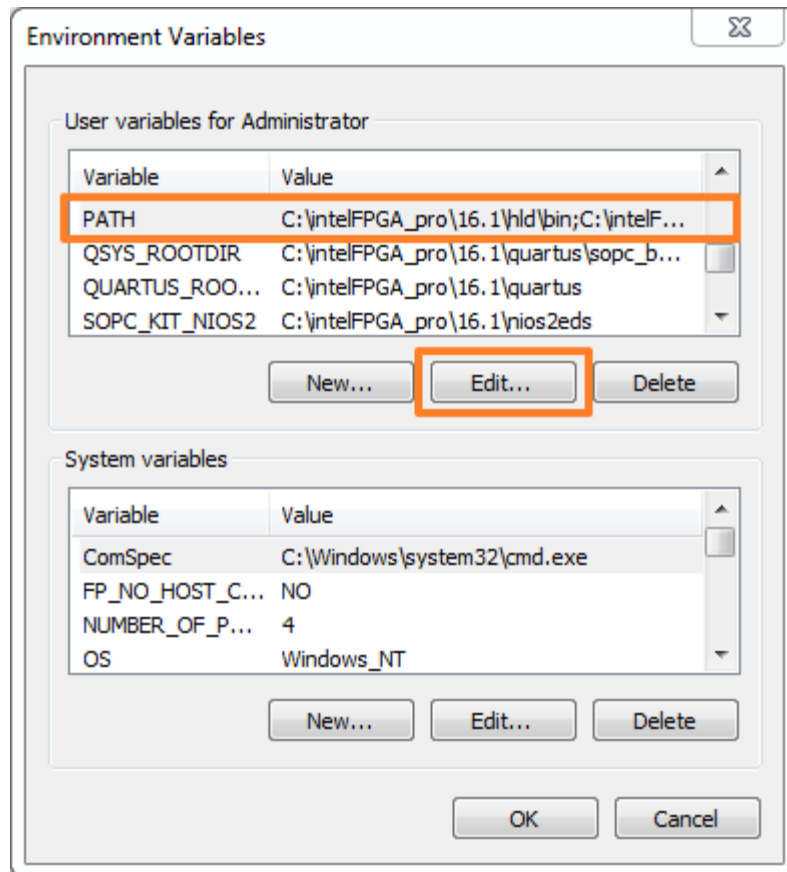 Environment Variables
User variables for Administrator
Variable Value
PATH C:\intelFPGA_pro\16.1\hld\bin;C:\intelF...
QSYS_ROOTDIR C:\intelFPGA_pro\16.1\quartus\sopc_b...
QUARTUS_ROO... C:\intelFPGA_pro\16.1\quartus
SOPC_KIT_NIOS2 C:\intelFPGA_pro\16.1\nios2eds
New... Edit... Delete
System variables
Variable Value
ComSpec C:\Windows\system32\cmd.exe
FP_NO_HOST_C... NO
NUMBER_OF_P... 4
OS Windows_NT
New... Edit... Delete
OK Cancel